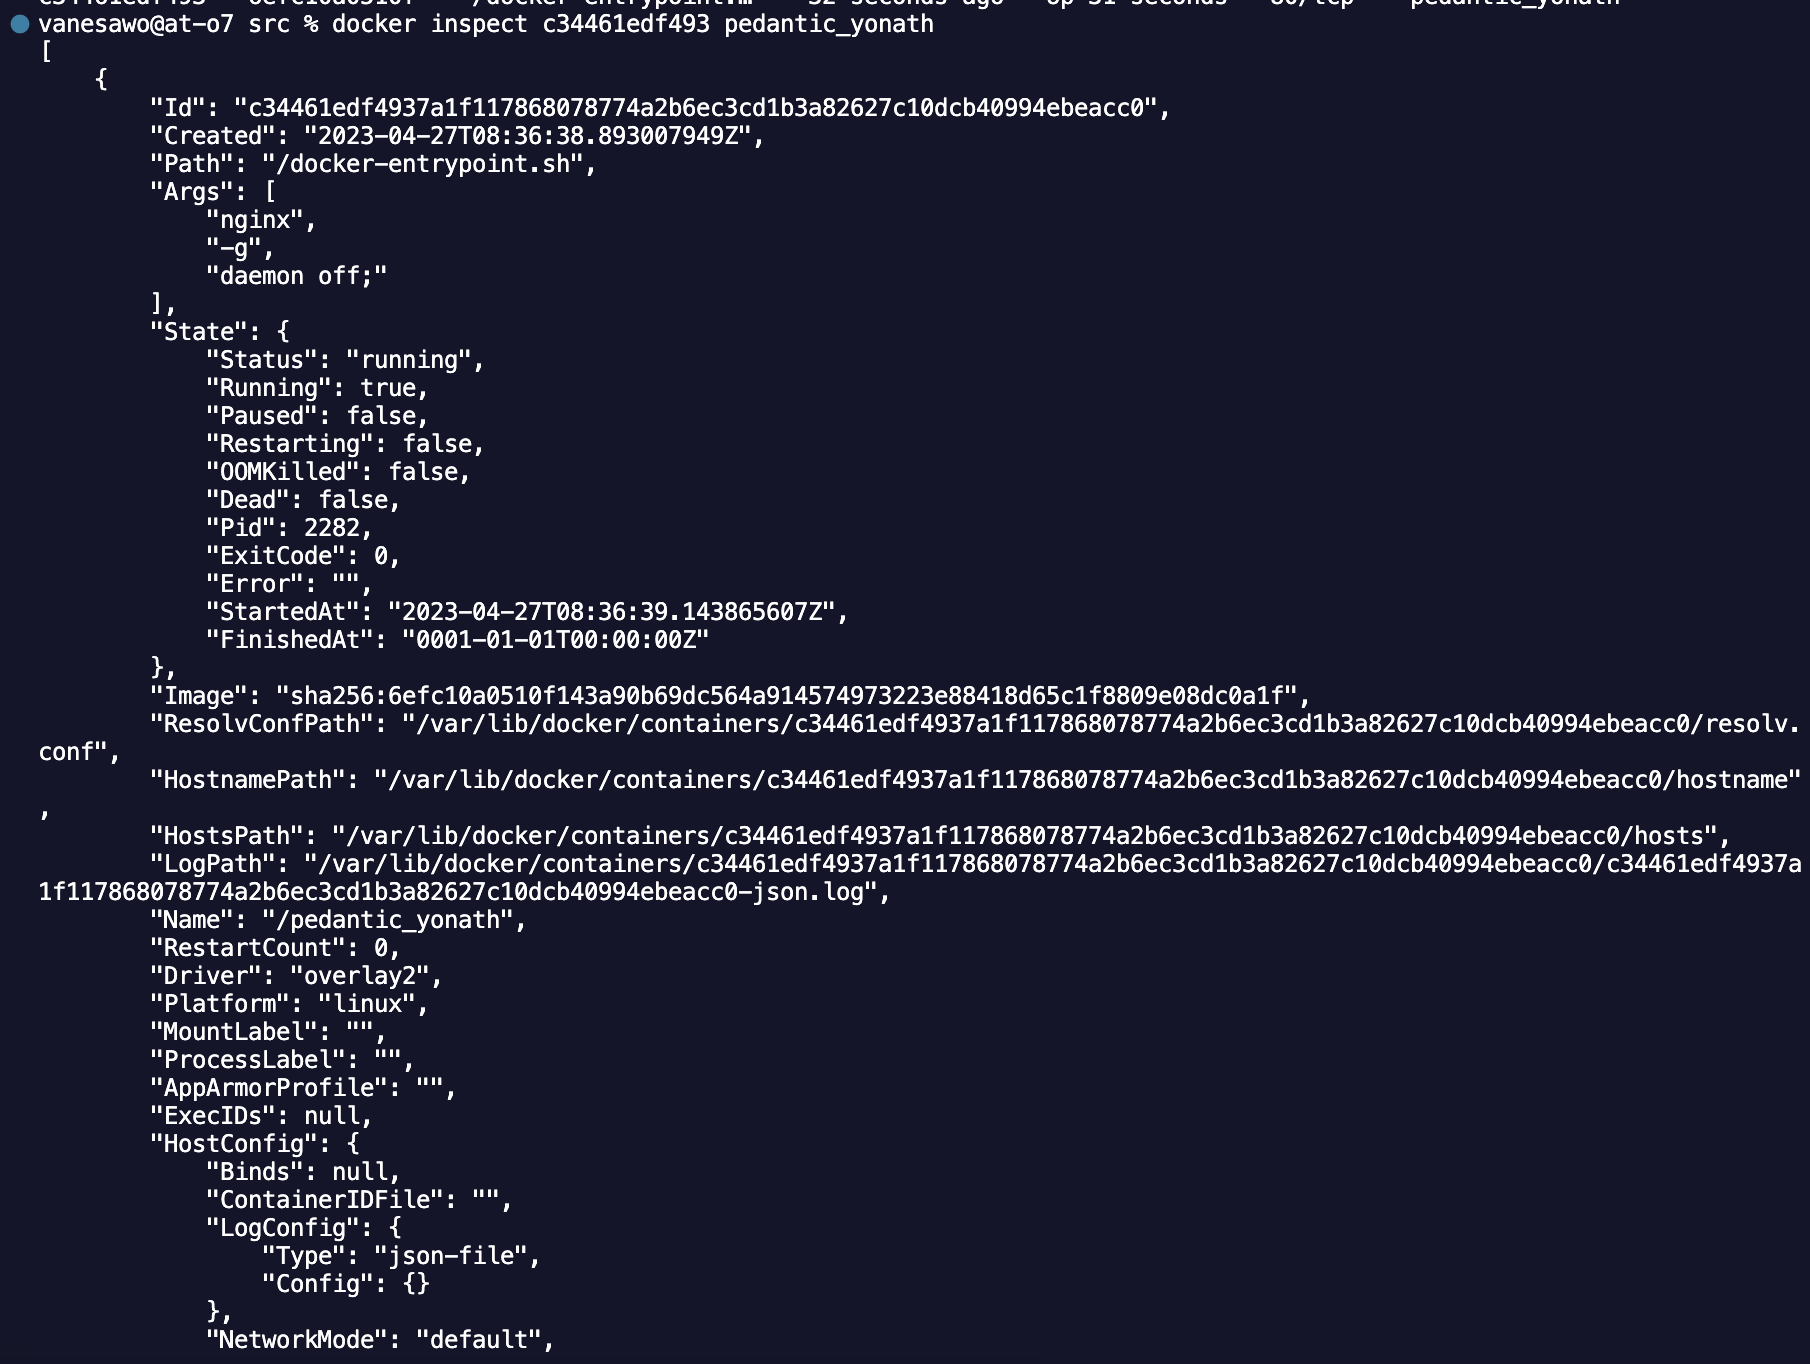 vanesawo@at-o7 src % docker inspect c34461edf493 pedantic_yonath
[
    {
        "Id": "c34461edf4937a1f117868078774a2b6ec3cd1b3a82627c10dcb40994ebeacc0",
        "Created": "2023-04-27T08:36:38.893007949Z",
        "Path": "/docker-entrypoint.sh",
        "Args": [
            "nginx",
            "-g",
            "daemon off;"
        ],
        "State": {
            "Status": "running",
            "Running": true,
            "Paused": false,
            "Restarting": false,
            "OOMKilled": false,
            "Dead": false,
            "Pid": 2282,
            "ExitCode": 0,
            "Error": "",
            "StartedAt": "2023-04-27T08:36:39.143865607Z",
            "FinishedAt": "0001-01-01T00:00:00Z"
        },
        "Image": "sha256:6efc10a0510f143a90b69dc564a914574973223e88418d65c1f8809e08dc0a1f",
        "ResolvConfPath": "/var/lib/docker/containers/c34461edf4937a1f117868078774a2b6ec3cd1b3a82627c10dcb40994ebeacc0/resolv.
conf",
        "HostnamePath": "/var/lib/docker/containers/c34461edf4937a1f117868078774a2b6ec3cd1b3a82627c10dcb40994ebeacc0/hostname"
,
        "HostsPath": "/var/lib/docker/containers/c34461edf4937a1f117868078774a2b6ec3cd1b3a82627c10dcb40994ebeacc0/hosts",
        "LogPath": "/var/lib/docker/containers/c34461edf4937a1f117868078774a2b6ec3cd1b3a82627c10dcb40994ebeacc0/c34461edf4937a
1f117868078774a2b6ec3cd1b3a82627c10dcb40994ebeacc0-json.log",
        "Name": "/pedantic_yonath",
        "RestartCount": 0,
        "Driver": "overlay2",
        "Platform": "linux",
        "MountLabel": "",
        "ProcessLabel": "",
        "AppArmorProfile": "",
        "ExecIDs": null,
        "HostConfig": {
            "Binds": null,
            "ContainerIDFile": "",
            "LogConfig": {
                "Type": "json-file",
                "Config": {}
            },
            "NetworkMode": "default",